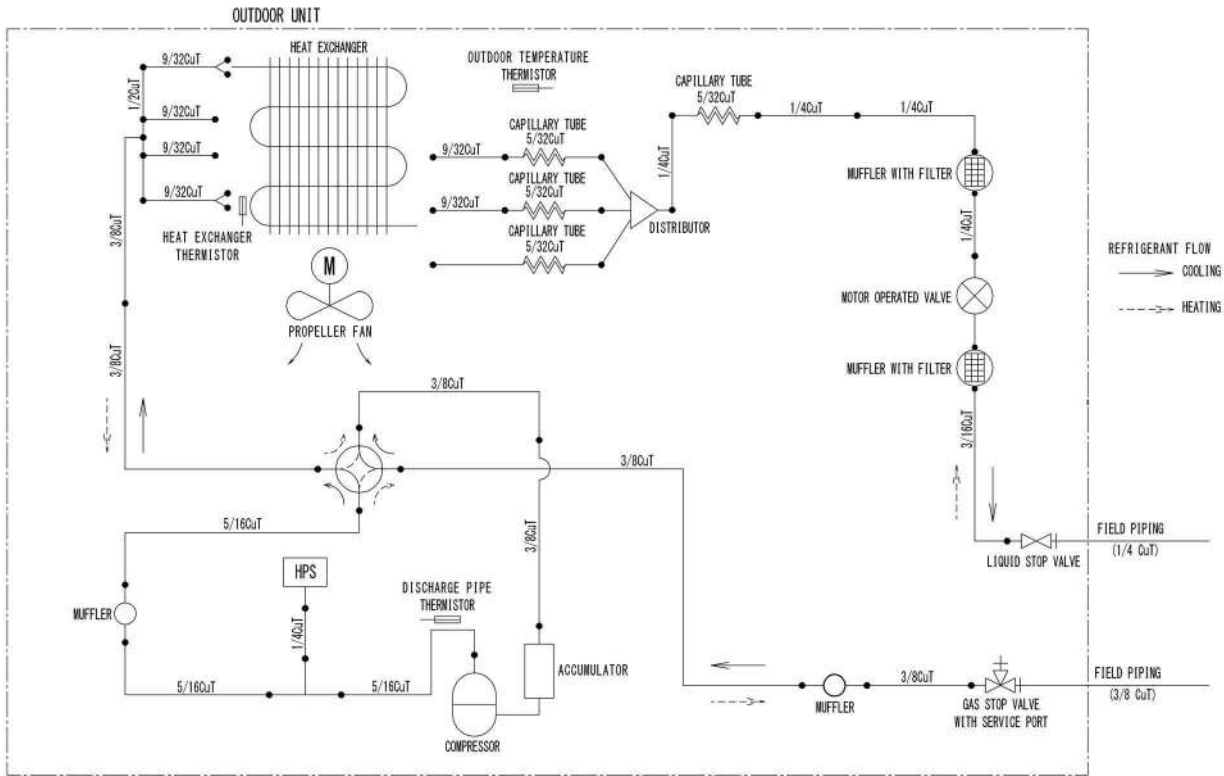 OUTDOOR UNIT
HEAT EXCHANGER
9/32CuT
1/2CuT
9/32CuT
9/32CuT
9/32CuT
HEAT EXCHANGER
THERMISTOR
3/8CuT
3/8CuT
M
PROPELLER FAN
OUTDOOR TEMPERATURE
THERMISTOR
CAPILLARY TUBE
5/32CuT
9/32CuT
CAPILLARY TUBE
5/32CuT
9/32CuT
CAPILLARY TUBE
5/32CuT
DISTRIBUTOR
1/4CuT
CAPILLARY TUBE
5/32CuT
1/4CuT
1/4CuT
MUFFLER WITH FILTER
1/4CuT
MOTOR OPERATED VALVE
MUFFLER WITH FILTER
3/16CuT
REFRIGERANT FLOW
COOLING
HEATING
LIQUID STOP VALVE
FIELD PIPING
(1/4 CuT)
3/8CuT
3/8CuT
3/8CuT
5/16CuT
MUFFLER
HPS
1/4CuT
5/16CuT
5/16CuT
DISCHARGE PIPE
THERMISTOR
COMPRESSOR
ACCUMULATOR
MUFFLER
3/8CuT
GAS STOP VALVE
WITH SERVICE PORT
FIELD PIPING
(3/8 CuT)